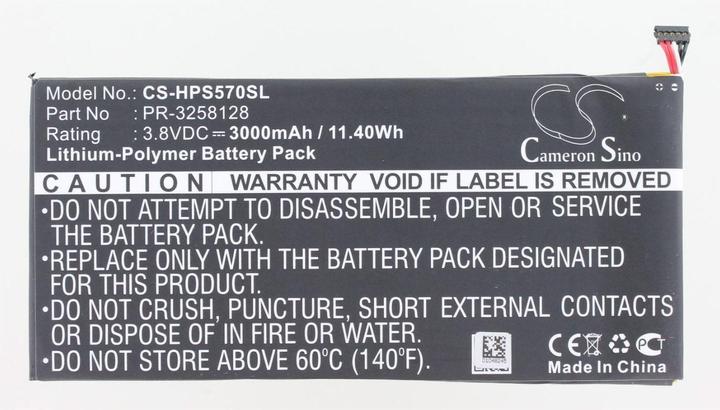 Model No.: CS-HPS570SL
Part No : PR-3258128
Rating : 3.8VDC ⎓ 3000mAh / 11.40Wh
Lithium-Polymer Battery Pack
CS
Cameron Sino
CAUTION WARRANTY VOID IF LABEL IS REMOVED
•DO NOT ATTEMPT TO DISASSEMBLE, OPEN OR SERVICE
THE BATTERY PACK.
•REPLACE ONLY WITH THE BATTERY PACK DESIGNATED
FOR THIS PRODUCT.
•DO NOT CRUSH, PUNCTURE, SHORT EXTERNAL CONTACTS
OR DISPOSE OF IN FIRE OR WATER.
•DO NOT STORE ABOVE 60°C (140°F).
CE PCT
Made In China